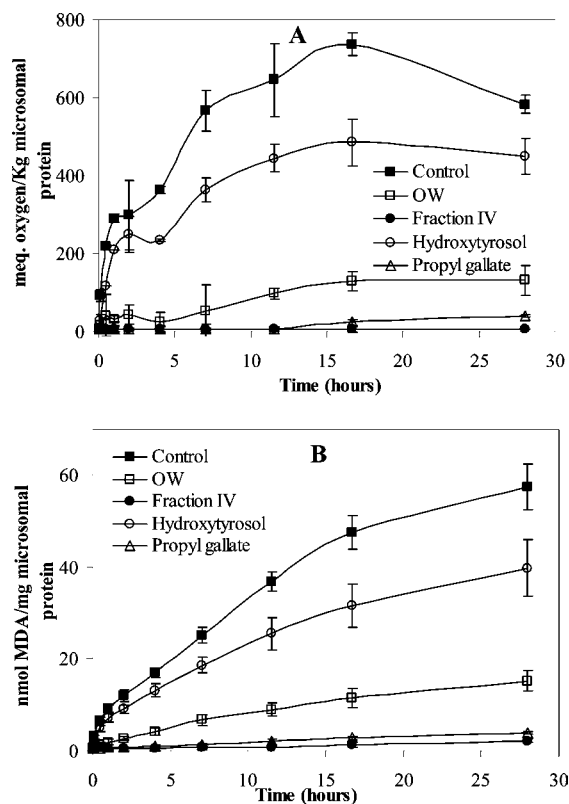 A
meq. oxygen/Kg microsomal
protein
800
600
400
200
0
Control
OW
Fraction IV
Hydroxytyrosol
Propyl gallate
0 5 10 15 20 25 30
Time (hours)
B
nmol MDA/mg microsomal
protein
60
40
20
0
Control
OW
Fraction IV
Hydroxytyrosol
Propyl gallate
0 5 10 15 20 25 30
Time (hours)